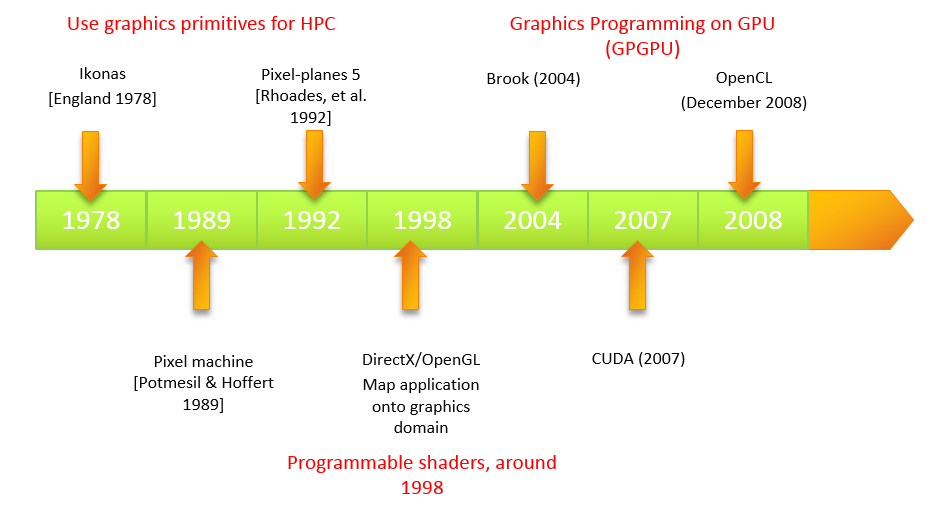 Use graphics primitives for HPC
Graphics Programming on GPU
(GPGPU)
Ikonas
[England 1978]
Pixel-planes 5
[Rhoades, et al.
1992]
Brook (2004)
OpenCL
(December 2008)
1978
1989
1992
1998
2004
2007
2008
Pixel machine
[Potmesil & Hoffert
1989]
DirectX/OpenGL
Map application
onto graphics
domain
CUDA (2007)
Programmable shaders, around
1998